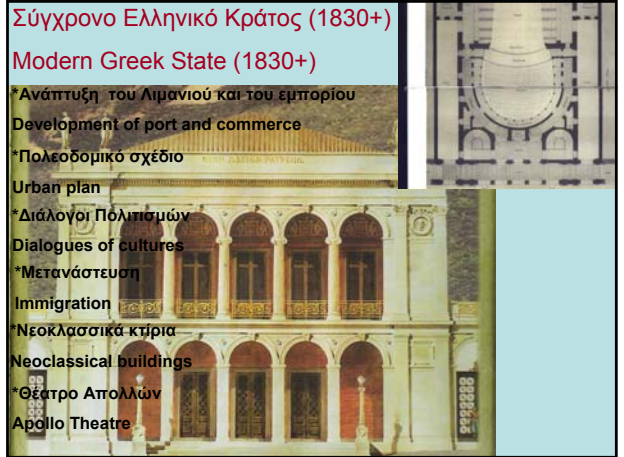 Σύγχρονο Ελληνικό Κράτος (1830+)
Modern Greek State (1830+)
*Ανάπτυξη του Λιμανιού και του εμπορίου
Development of port and commerce
*Πολεοδομικό σχέδιο
Urban plan
*Διάλογοι Πολιτισμών
Dialogues of cultures
*Μετανάστευση
Immigration
*Νεοκλασσικά κτίρια
Neoclassical buildings
*Θέατρο Απολλών
Apollo Theatre